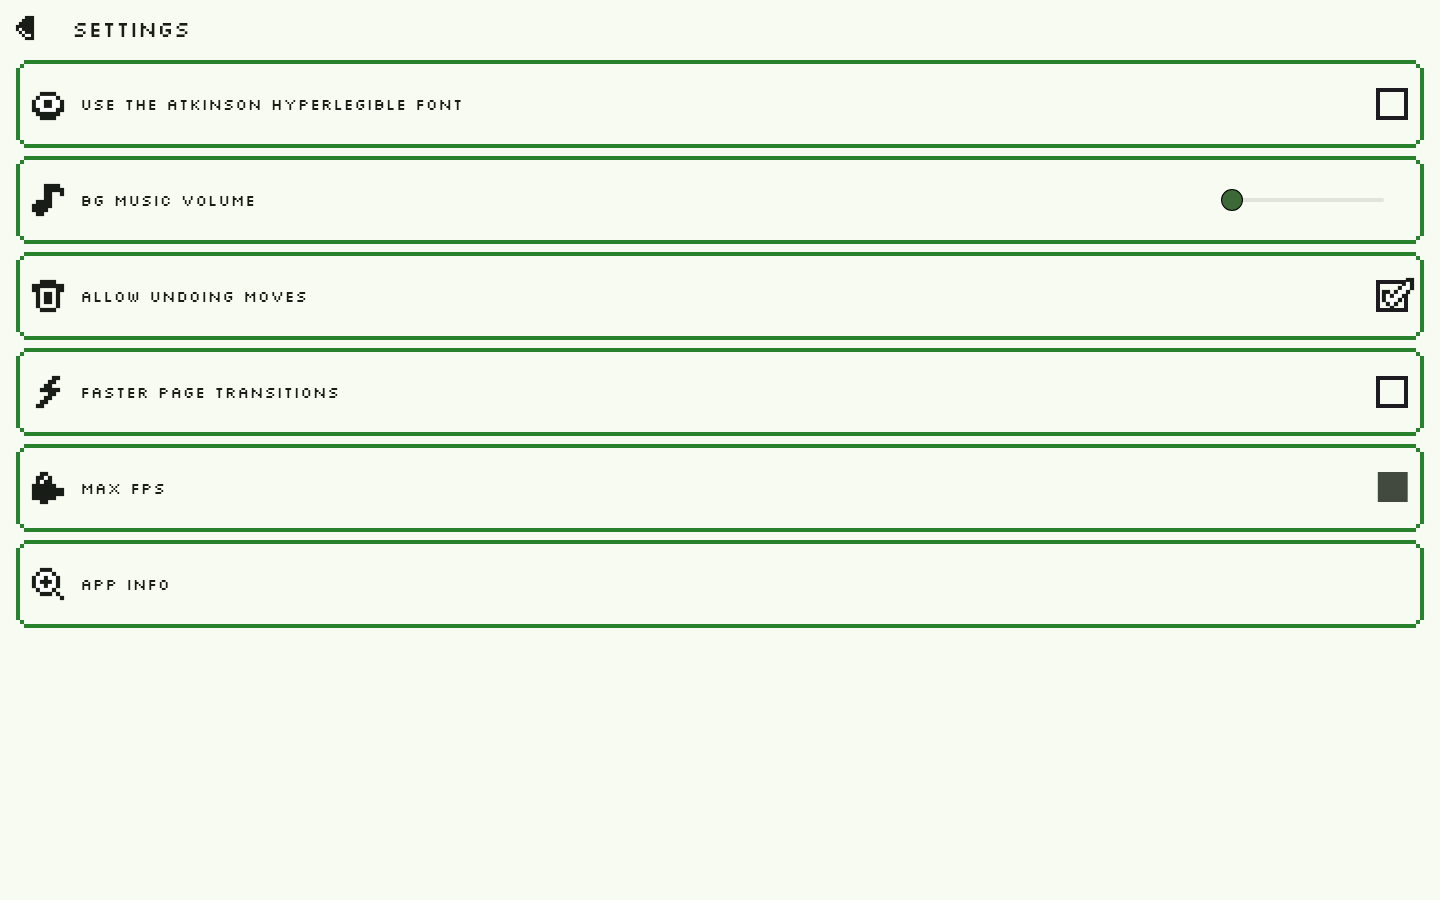 SETTINGS
USE THE ATKINSON HYPERLEGIBLE FONT
BG MUSIC VOLUME
ALLOW UNDOING MOVES
FASTER PAGE TRANSITIONS
MAX FPS
APP INFO